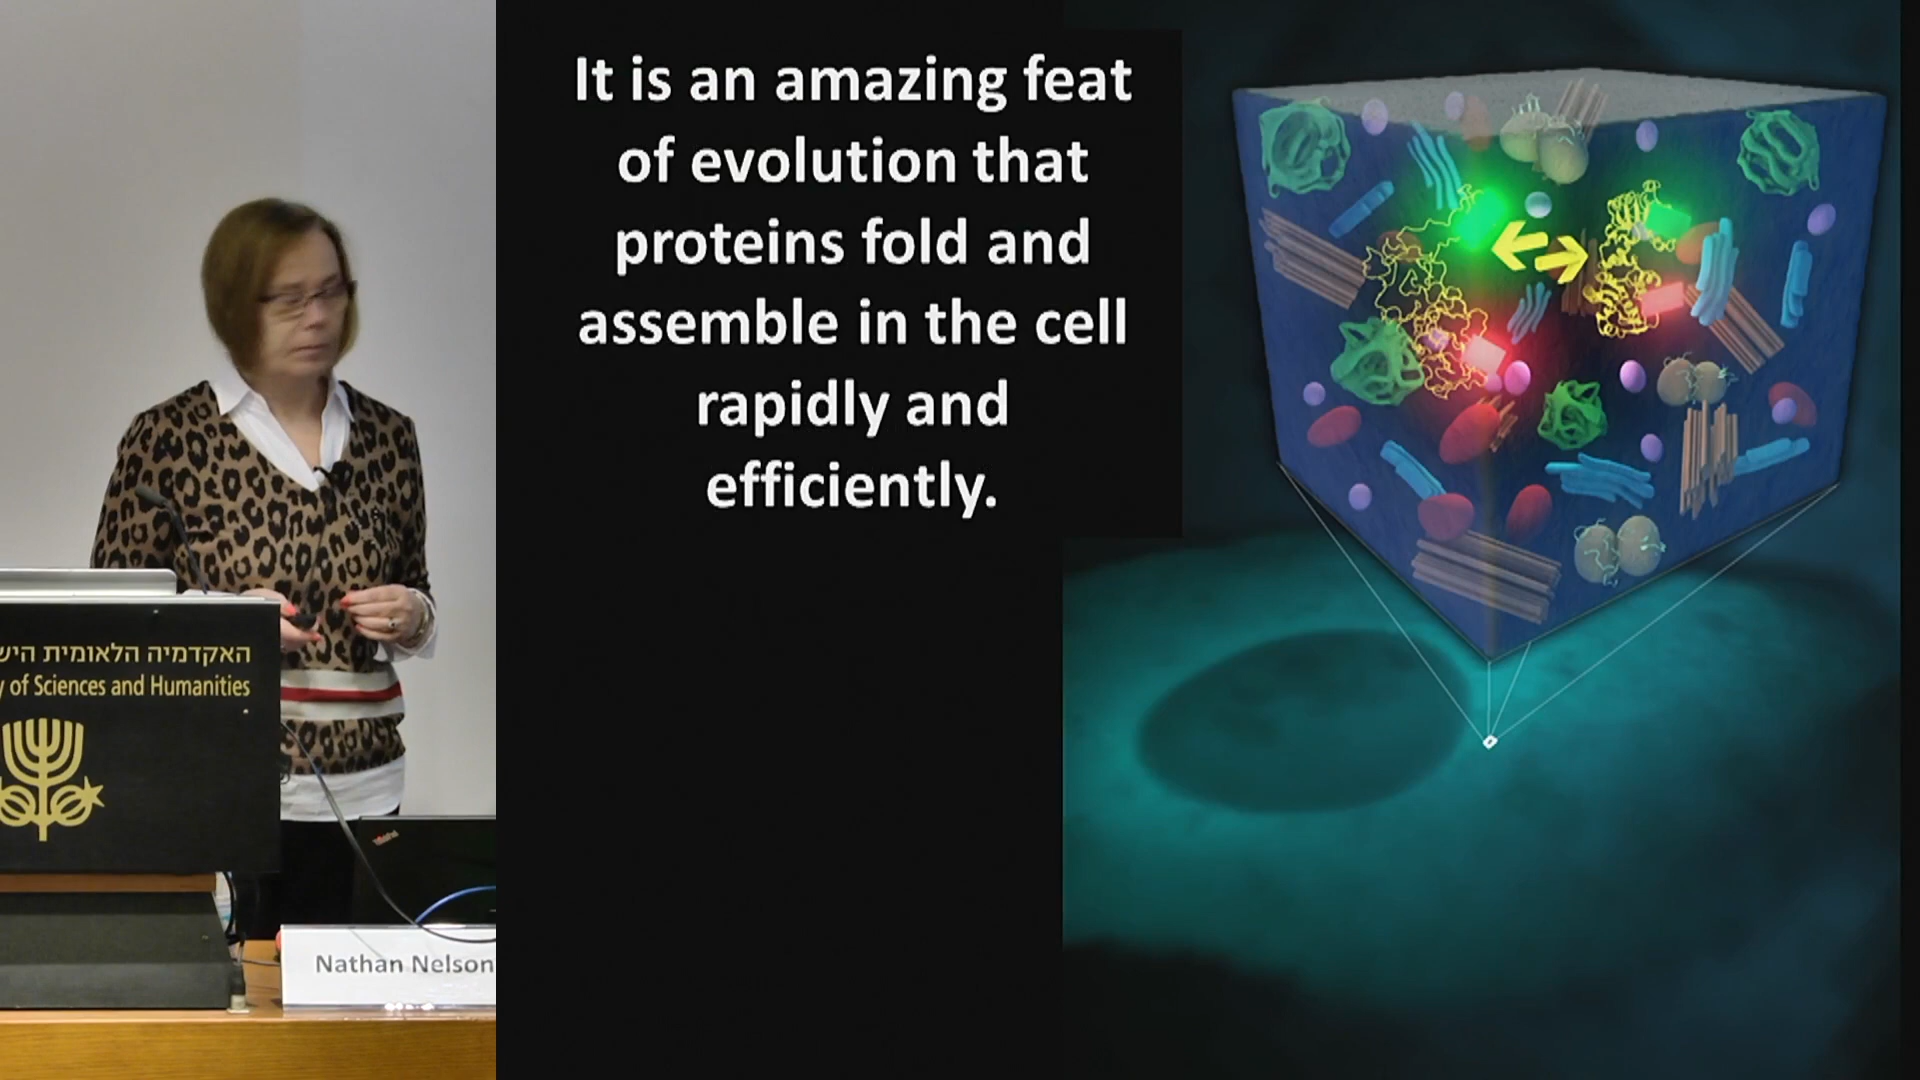 It is an amazing feat
of evolution that
proteins fold and
assemble in the cell
rapidly and
efficiently.
האקדמיה הלאומית
of Sciences and Humanities
ThinkPad
Nathan Nelson